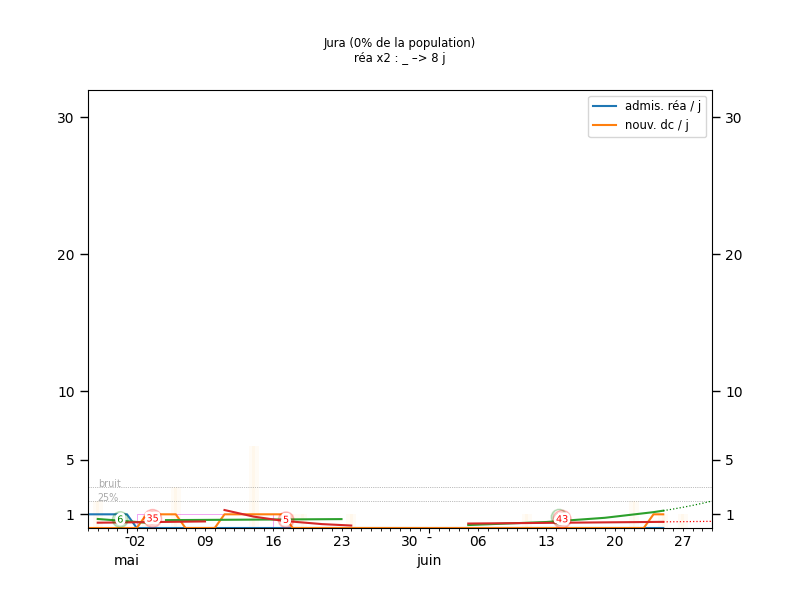 Jura (0% de la population)
réa x2 : _ –> 8 j
admis. réa / j
nouv. dc / j
30 30
20 20
10 10
5 5
bruit
25%
1 1
6 35 5 43
02 09 16 23 30 06 13 20 27
mai juin